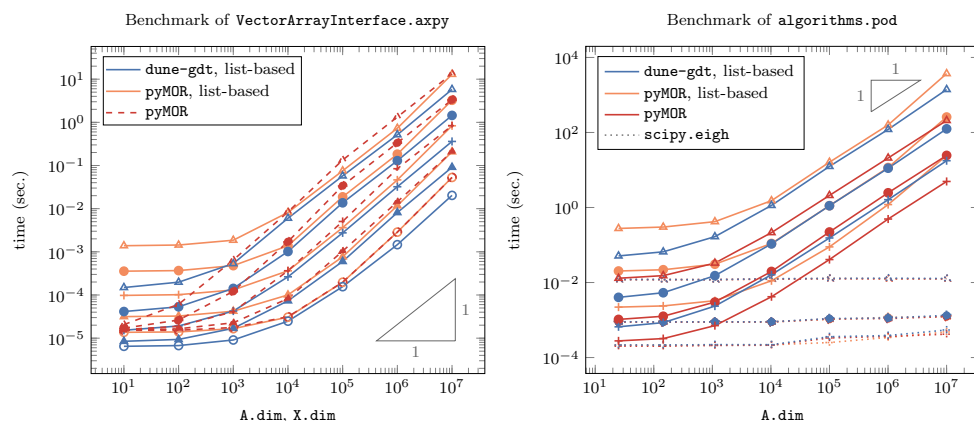 Benchmark of VectorArrayInterface.axpy
10^1
10^0
10^-1
10^-2
10^-3
10^-4
10^-5
time (sec.)
dune-gdt, list-based
pyMOR, list-based
pyMOR
1
1
10^1 10^2 10^3 10^4 10^5 10^6 10^7
A.dim, X.dim
Benchmark of algorithms.pod
10^4
10^2
10^0
10^-2
10^-4
time (sec.)
dune-gdt, list-based
pyMOR, list-based
pyMOR
scipy.eigh
1
1
10^1 10^2 10^3 10^4 10^5 10^6 10^7
A.dim